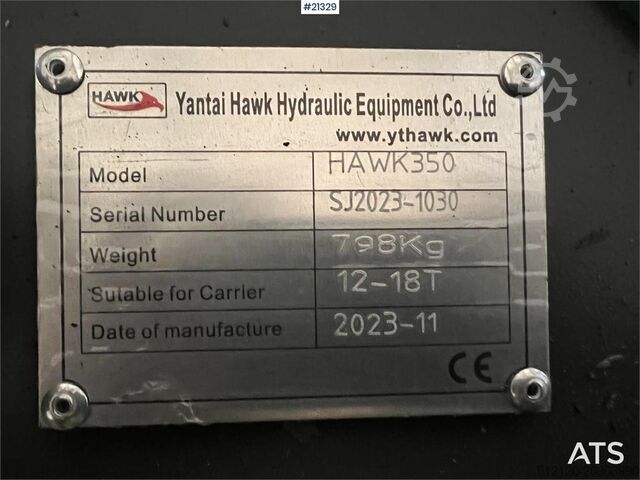 #21329
HAWK
Yantai Hawk Hydraulic Equipment Co.,Ltd
www.ythawk.com
Model HAWK350
Serial Number SJ2023-1030
Weight 798Kg
Sutable for Carrier 12-18T
Date of manufacture 2023-11
CE
ATS